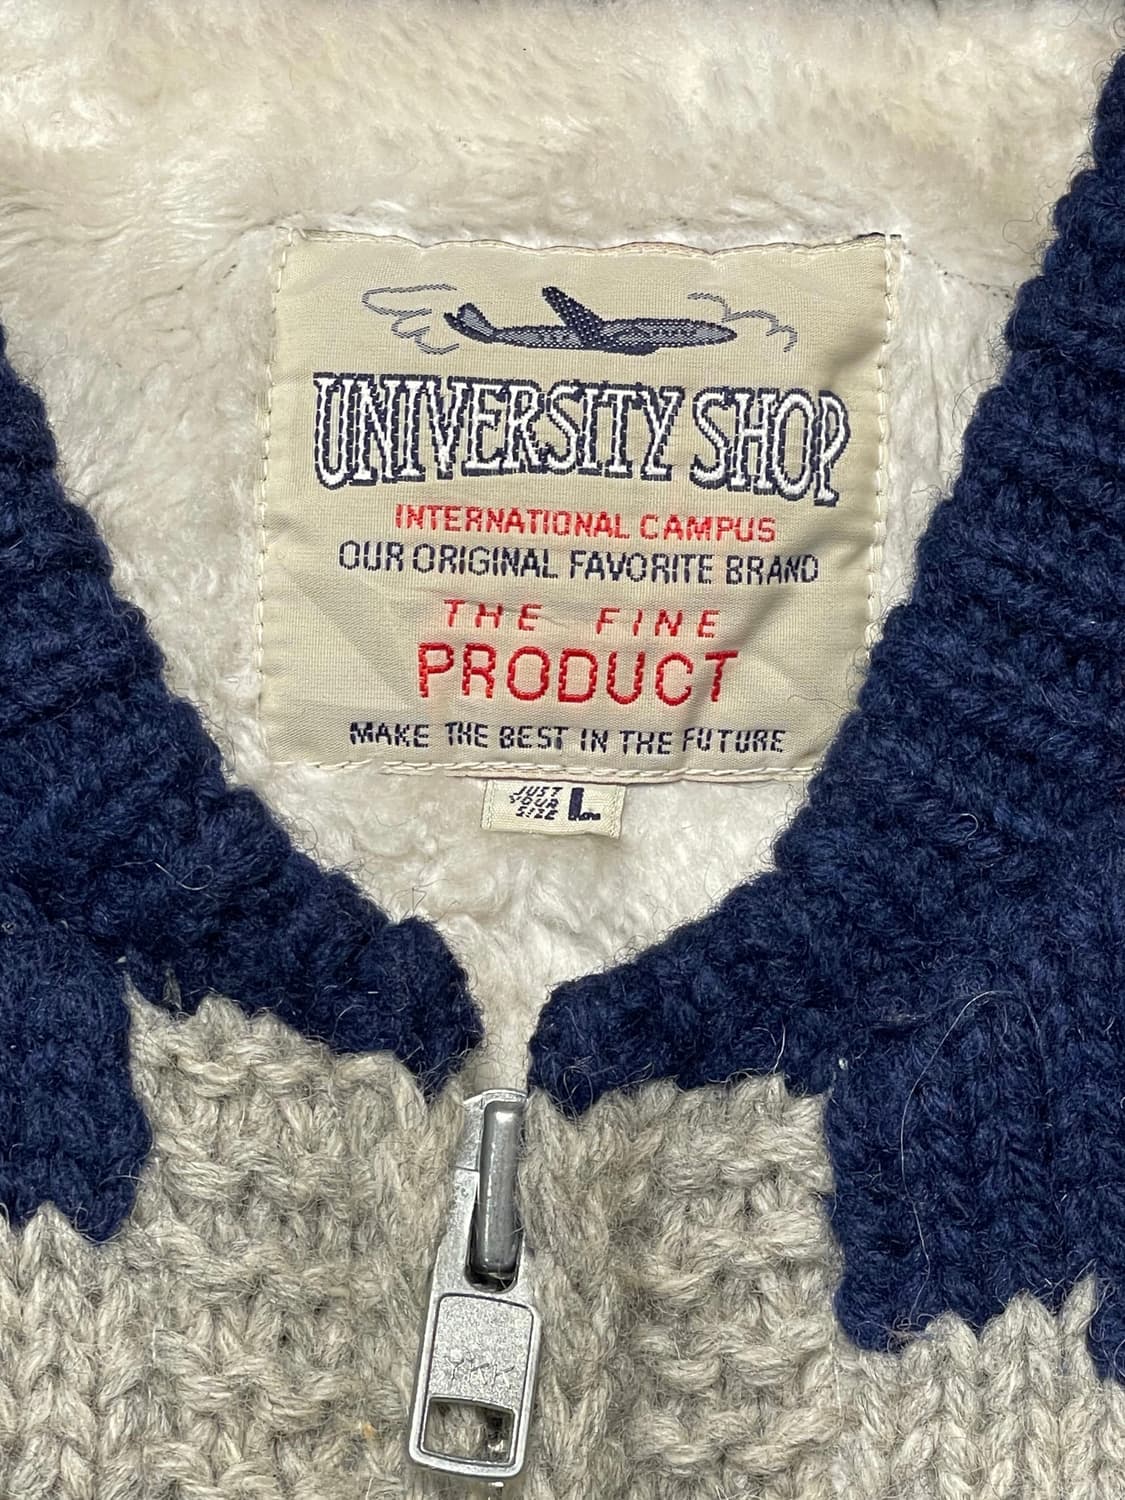 UNIVERSITY SHOP
INTERNATIONAL CAMPUS
OUR ORIGINAL FAVORITE BRAND
THE FINE
PRODUCT
MAKE THE BEST IN THE FUTURE
JUST
YOUR
SIZE
L
YKK